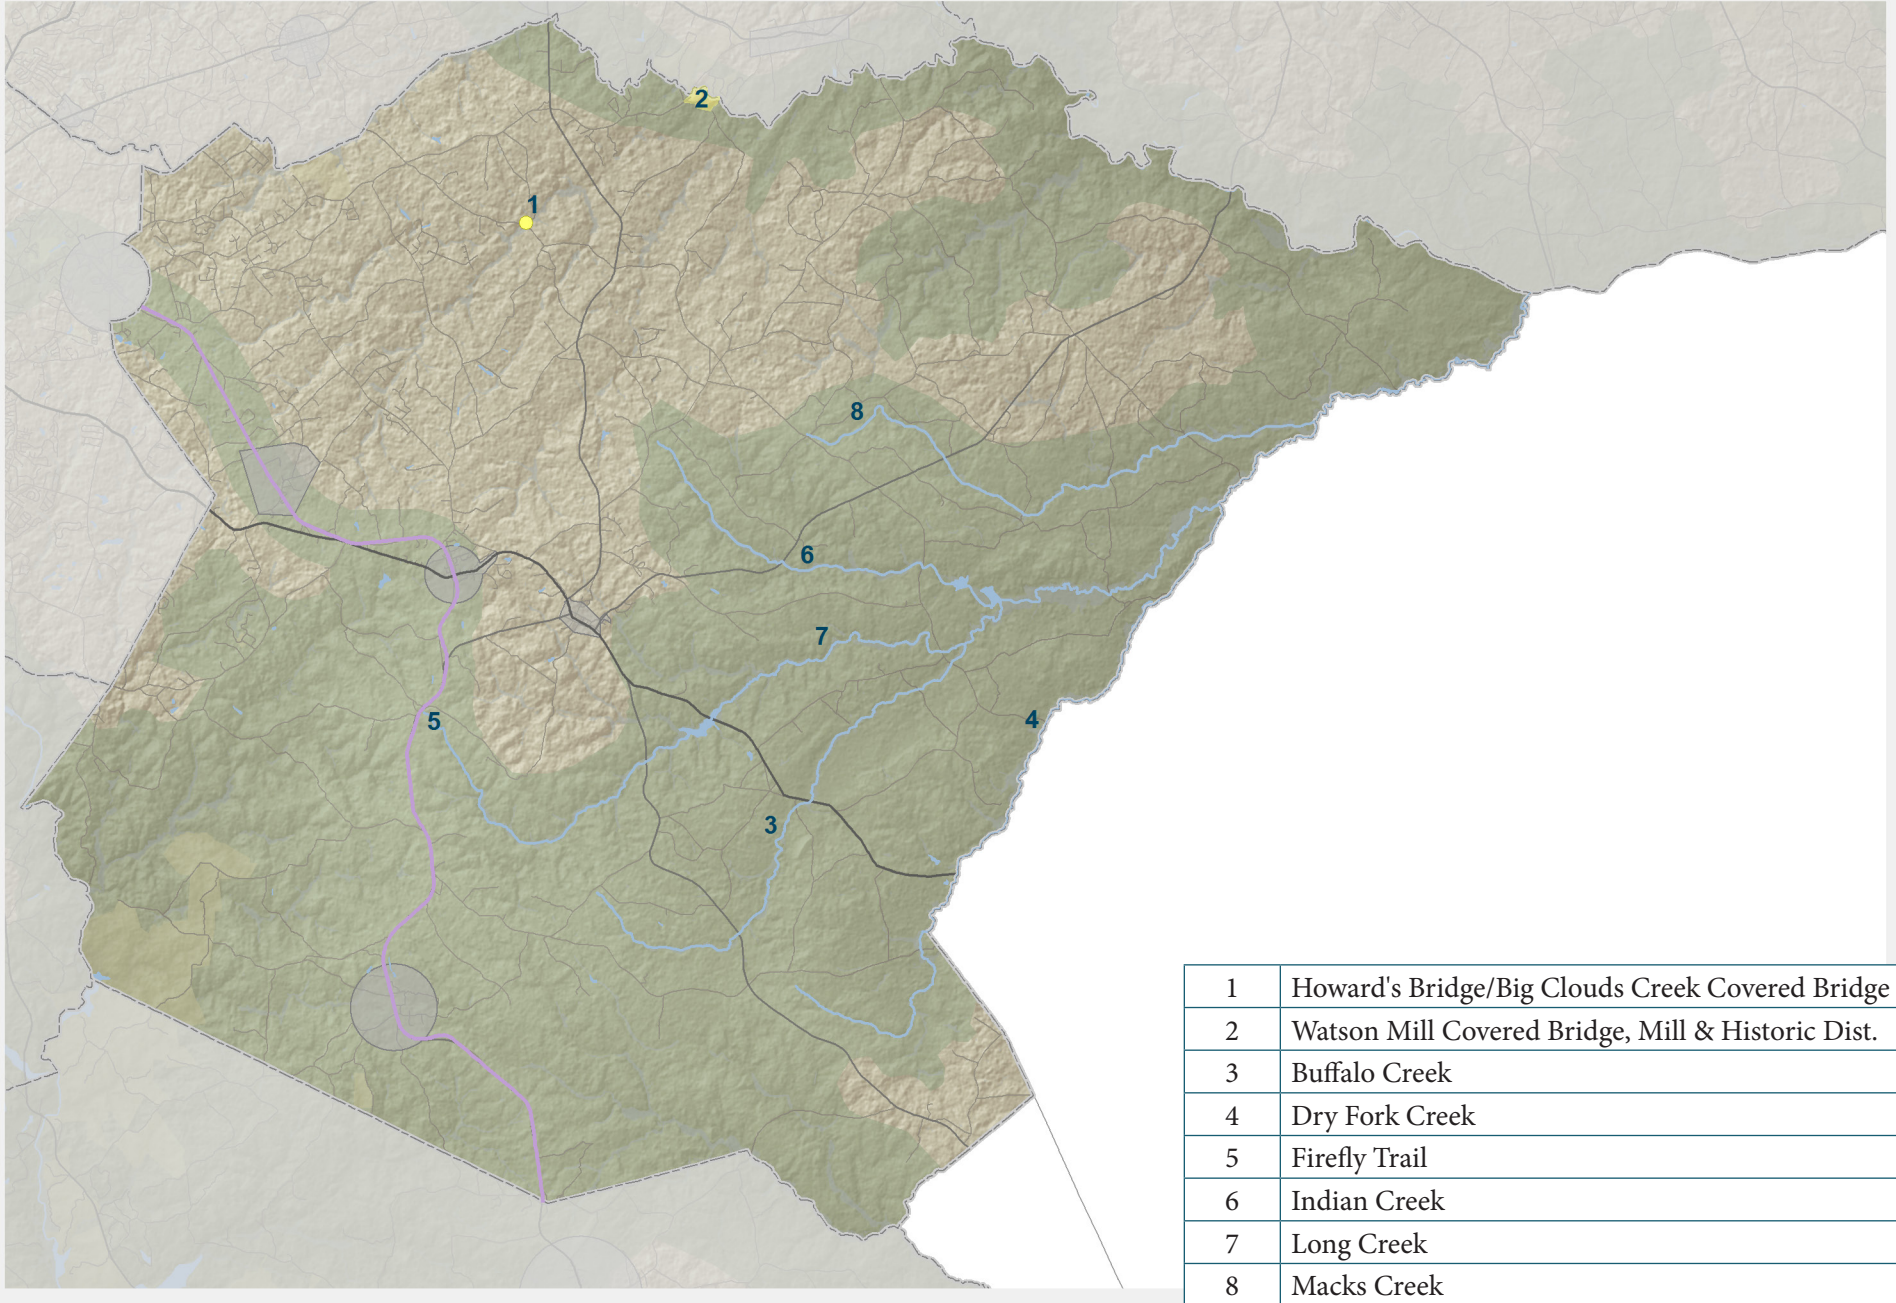 2
1
8
6
7
5
4
3
1 Howard's Bridge/Big Clouds Creek Covered Bridge
2 Watson Mill Covered Bridge, Mill & Historic Dist.
3 Buffalo Creek
4 Dry Fork Creek
5 Firefly Trail
6 Indian Creek
7 Long Creek
8 Macks Creek